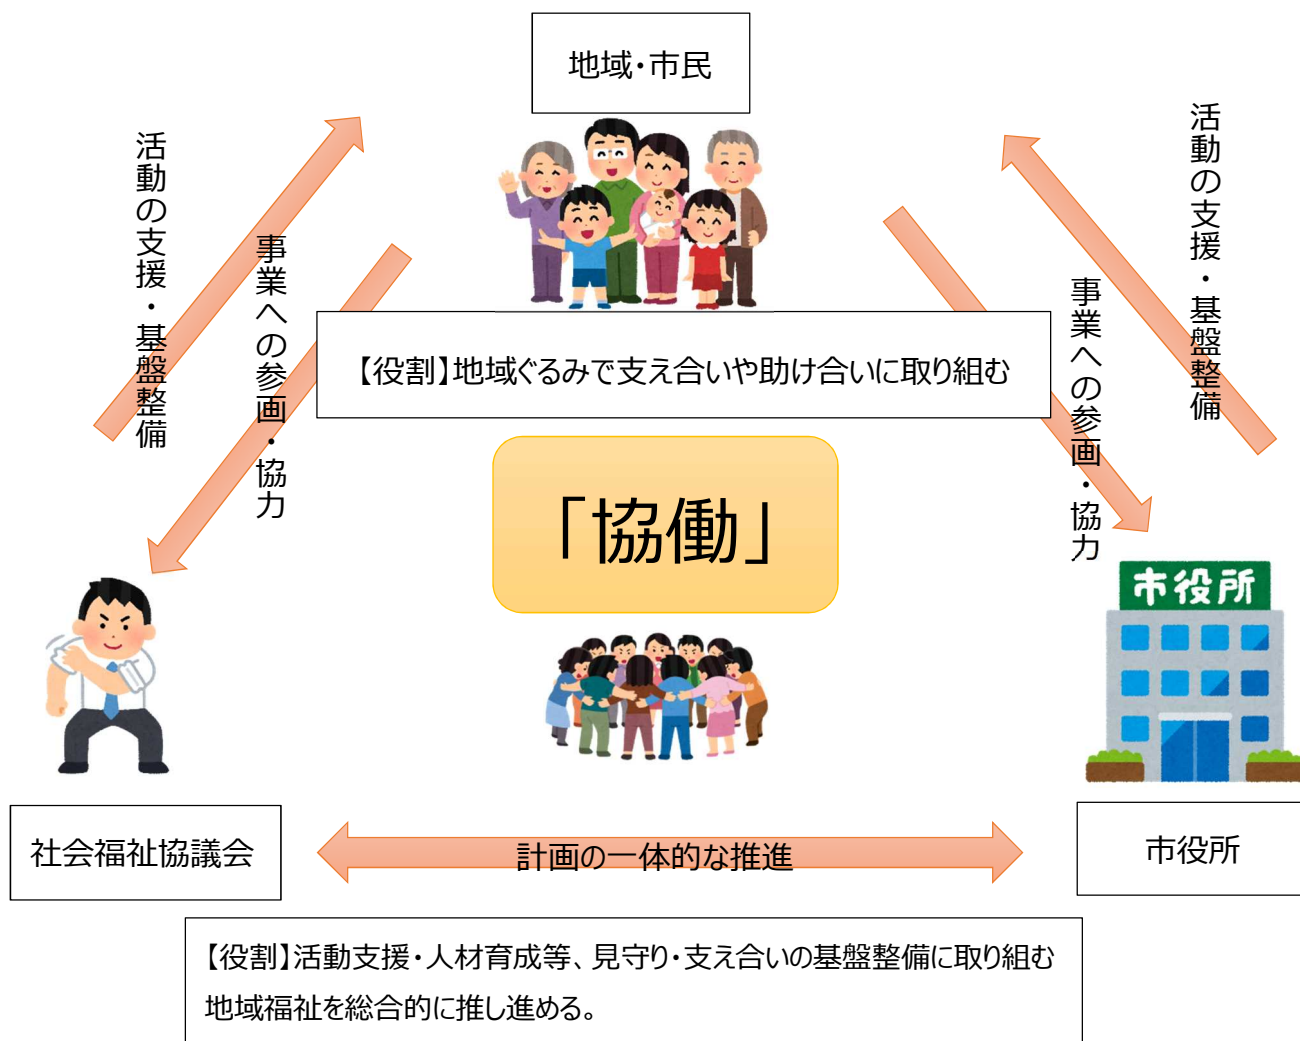 地域・市民
活動の支援・基盤整備
事業への参画・協力
活動の支援・基盤整備
事業への参画・協力
【役割】地域ぐるみで支え合いや助け合いに取り組む
「協働」
市役所
社会福祉協議会
計画の一体的な推進
市役所
【役割】活動支援・人材育成等、見守り・支え合いの基盤整備に取り組む
地域福祉を総合的に推し進める。